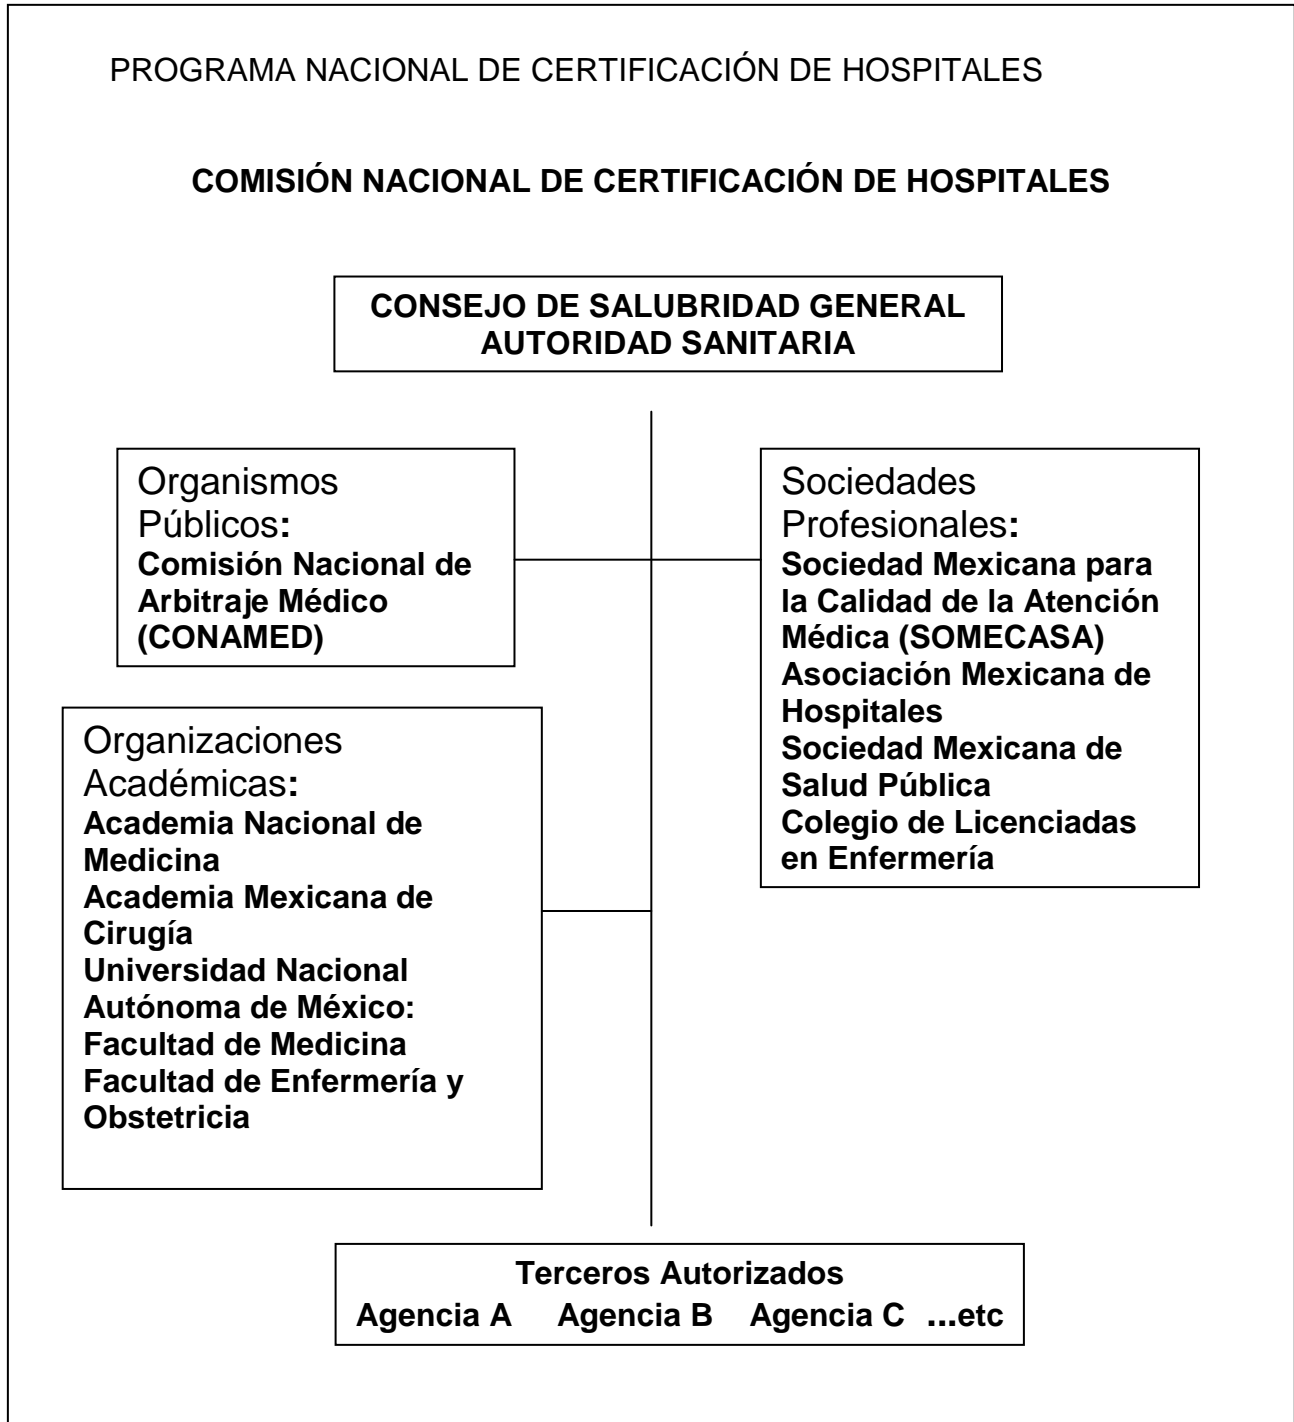 PROGRAMA NACIONAL DE CERTIFICACIÓN DE HOSPITALES
COMISIÓN NACIONAL DE CERTIFICACIÓN DE HOSPITALES
CONSEJO DE SALUBRIDAD GENERAL
AUTORIDAD SANITARIA
Organismos
Públicos:
Comisión Nacional de
Arbitraje Médico
(CONAMED)
Sociedades
Profesionales:
Sociedad Mexicana para
la Calidad de la Atención
Médica (SOMECASA)
Asociación Mexicana de
Hospitales
Sociedad Mexicana de
Salud Pública
Colegio de Licenciadas
en Enfermería
Organizaciones
Académicas:
Academia Nacional de
Medicina
Academia Mexicana de
Cirugía
Universidad Nacional
Autónoma de México:
Facultad de Medicina
Facultad de Enfermería y
Obstetricia
Terceros Autorizados
Agencia A Agencia B Agencia C ...etc